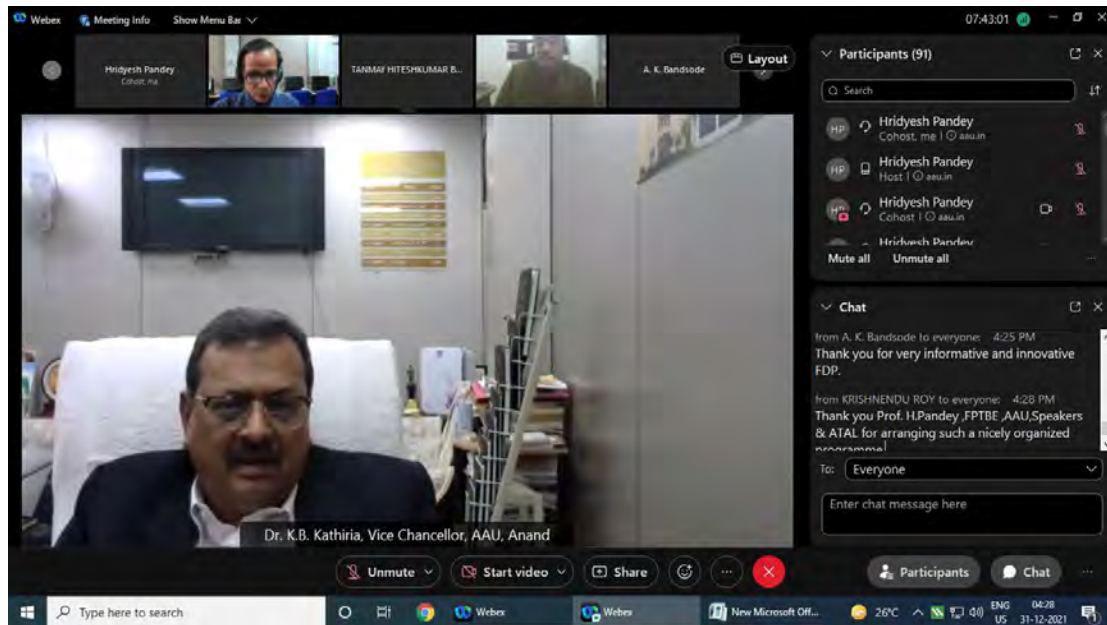 Webex Meeting Info Show Menu Bar
07:43:01
Hridyesh Pandey
Cohost, me
TANMAY HITESHKUMAR B...
A. K. Bandsode
Layout
Participants (91)
Search
HP Hridyesh Pandey
Cohost, me | aau.in
HP Hridyesh Pandey
Host | aau.in
HP Hridyesh Pandey
Cohost | aau.in
Hridyesh Pandey
Mute all Unmute all
Chat
from A. K. Bandsode to everyone: 4:25 PM
Thank you for very informative and innovative
FDP.
from KRISHNENDU ROY to everyone: 4:28 PM
Thank you Prof. H.Pandey ,FPTBE ,AAU,Speakers
& ATAL for arranging such a nicely organized
programme
To: Everyone
Enter chat message here
Dr. K.B. Kathiria, Vice Chancellor, AAU, Anand
Unmute Start video Share
Participants Chat
Type here to search
Webex
Webex
New Microsoft Off...
26°C
ENG
US
04:28
31-12-2021